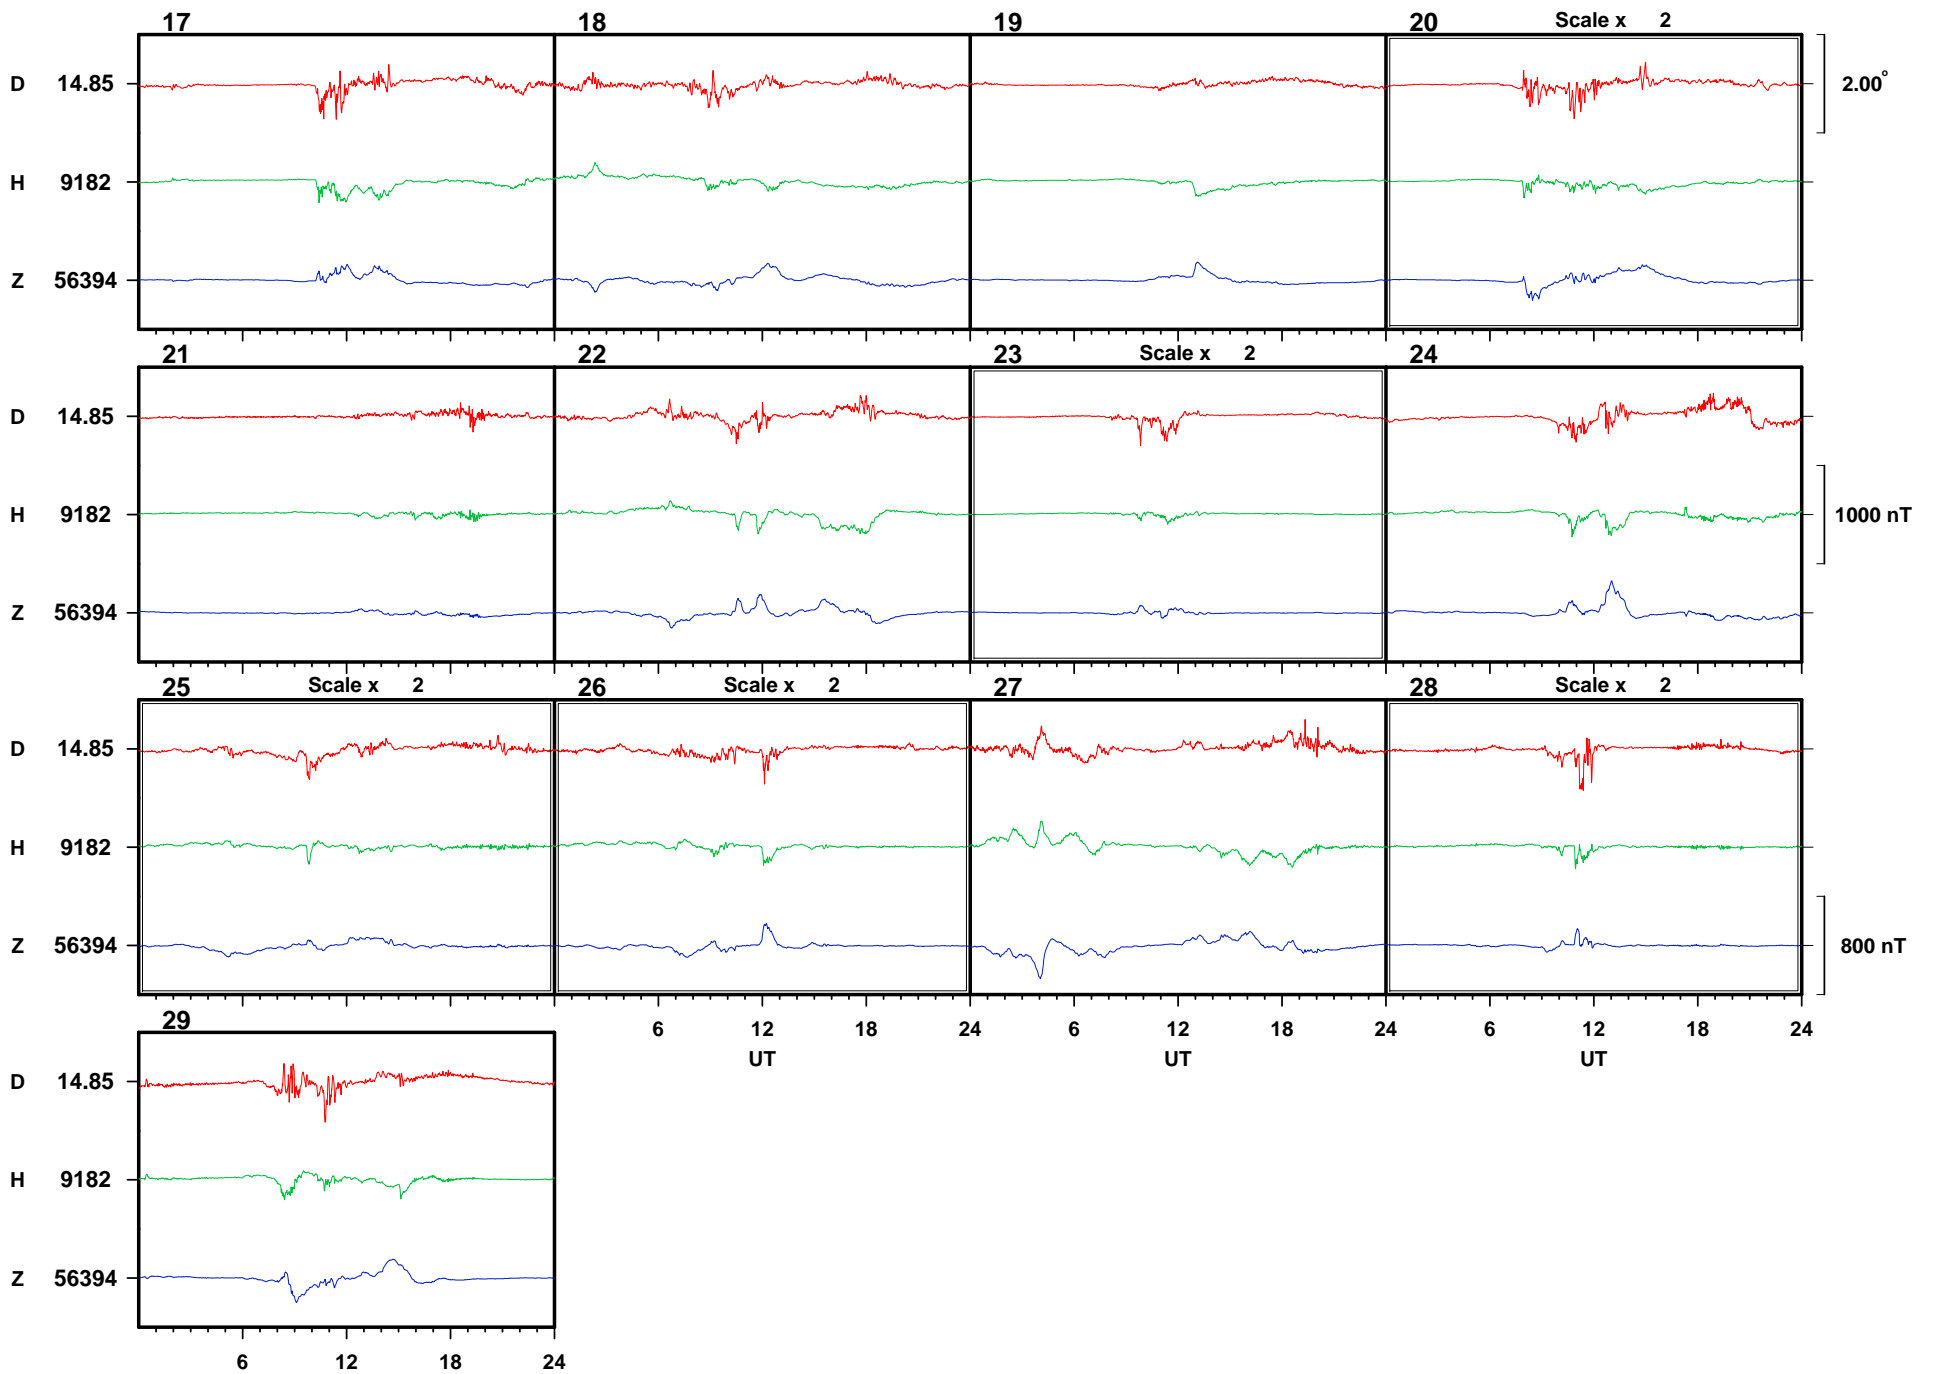 17 18 19 20 Scale x 2
D 14.85 2.00°
H 9182
Z 56394
21 22 23 Scale x 2 24
D 14.85
H 9182 1000 nT
Z 56394
25 Scale x 2 26 Scale x 2 27 28 Scale x 2
D 14.85
H 9182
Z 56394 800 nT
29 6 12 18 24 6 12 18 24 6 12 18 24
UT UT UT
D 14.85
H 9182
Z 56394
6 12 18 24